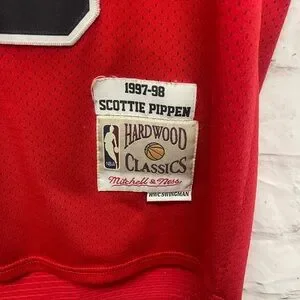 1997-98
SCOTTIE PIPPEN
HARDWOOD
CLASSICS
NBA
Mitchell & Ness
SWINGMAN